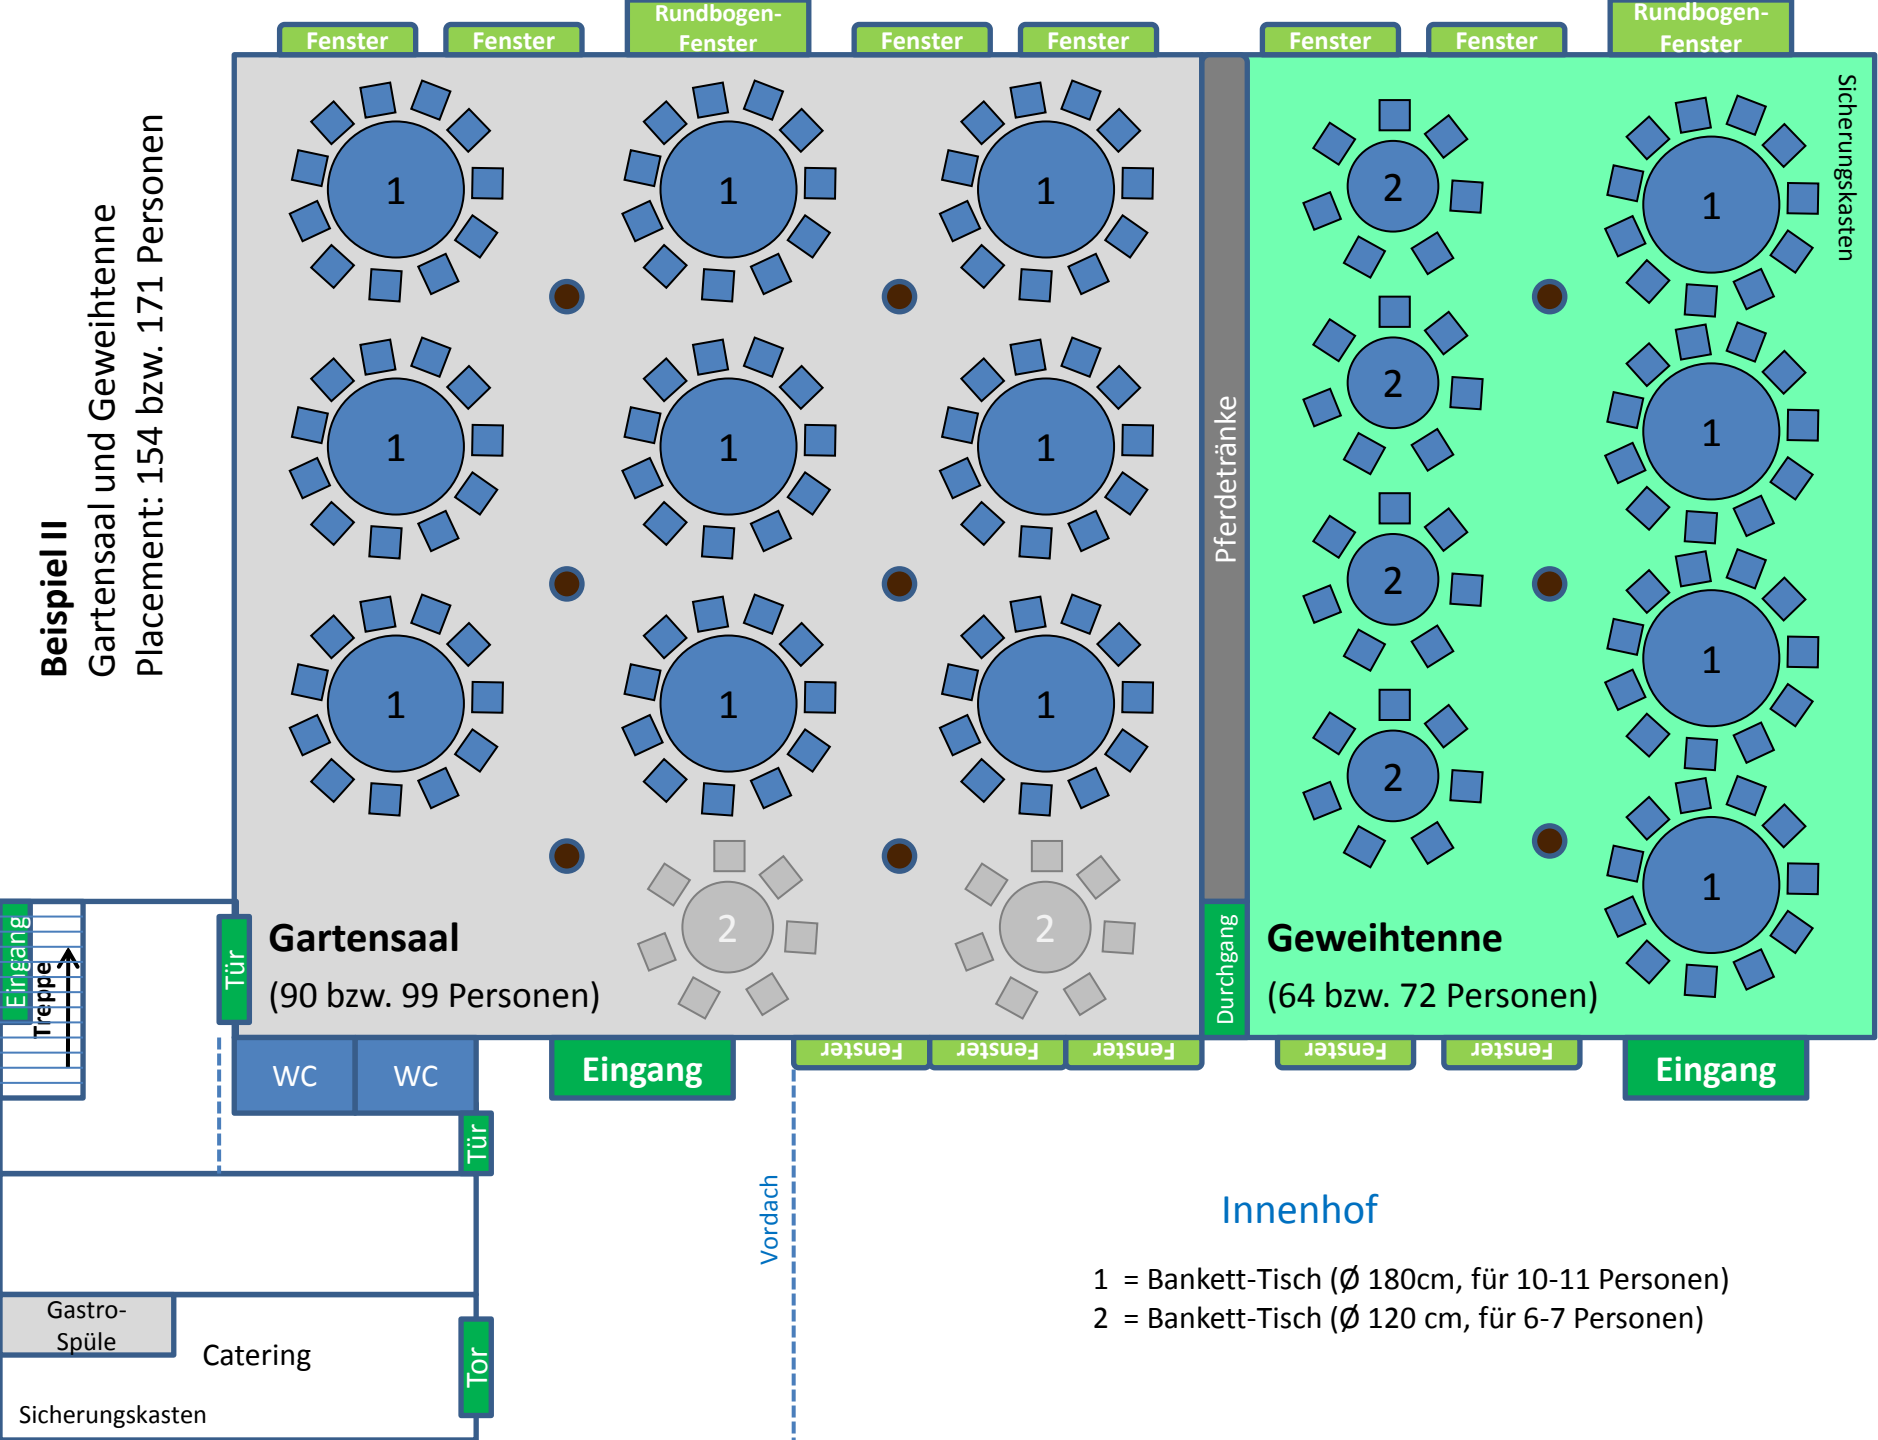 Rundbogen-
Fenster
Rundbogen-
Fenster
Fenster
Fenster
Fenster
Fenster
Fenster
Fenster
Beispiel II
Gartensaal und Geweihtenne
Placement: 154 bzw. 171 Personen
Sicherungskasten
1
1
1
2
1
1
1
1
2
1
Pferdetränke
1
1
1
2
1
2
1
2
2
Gartensaal
(90 bzw. 99 Personen)
Durchgang
Geweihtenne
(64 bzw. 72 Personen)
Eingang
Treppe
Tür
WC
WC
Eingang
Fenster
Fenster
Fenster
Fenster
Fenster
Eingang
Tür
Vordach
Innenhof
1 = Bankett-Tisch (Ø 180cm, für 10-11 Personen)
2 = Bankett-Tisch (Ø 120 cm, für 6-7 Personen)
Gastro-
Spüle
Catering
Tor
Sicherungskasten